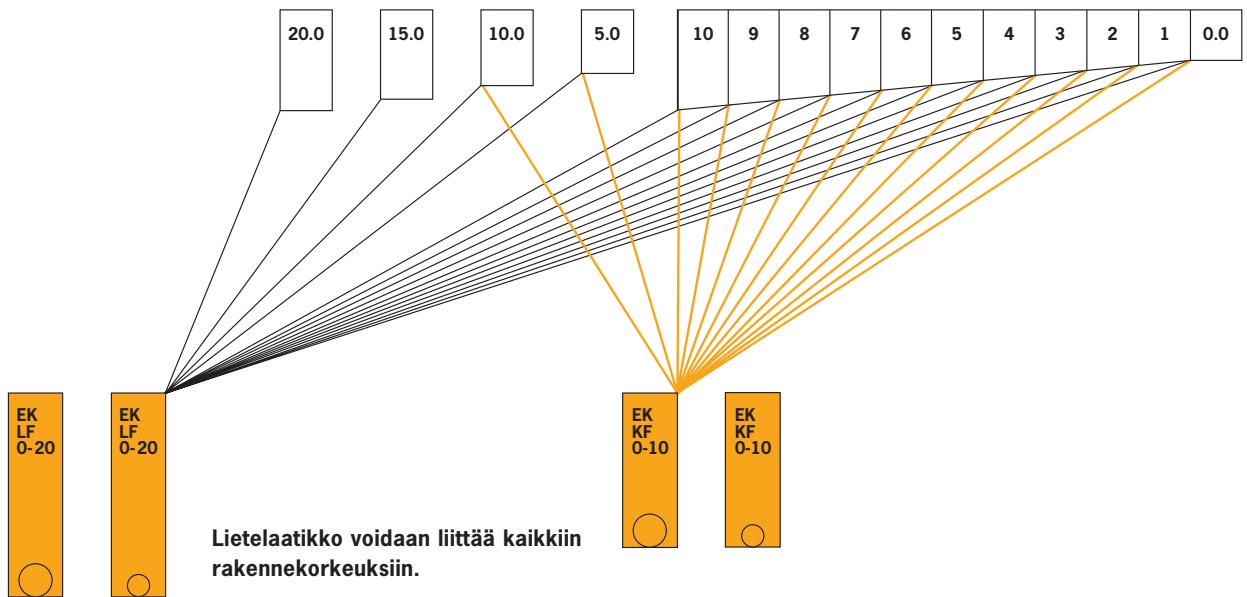 20.0 15.0 10.0 5.0 10 9 8 7 6 5 4 3 2 1 0.0
EK
LF
0-20
EK
LF
0-20
EK
KF
0-10
EK
KF
0-10
Lietelaatikko voidaan liittää kaikkiin
rakennekorkeuksiin.